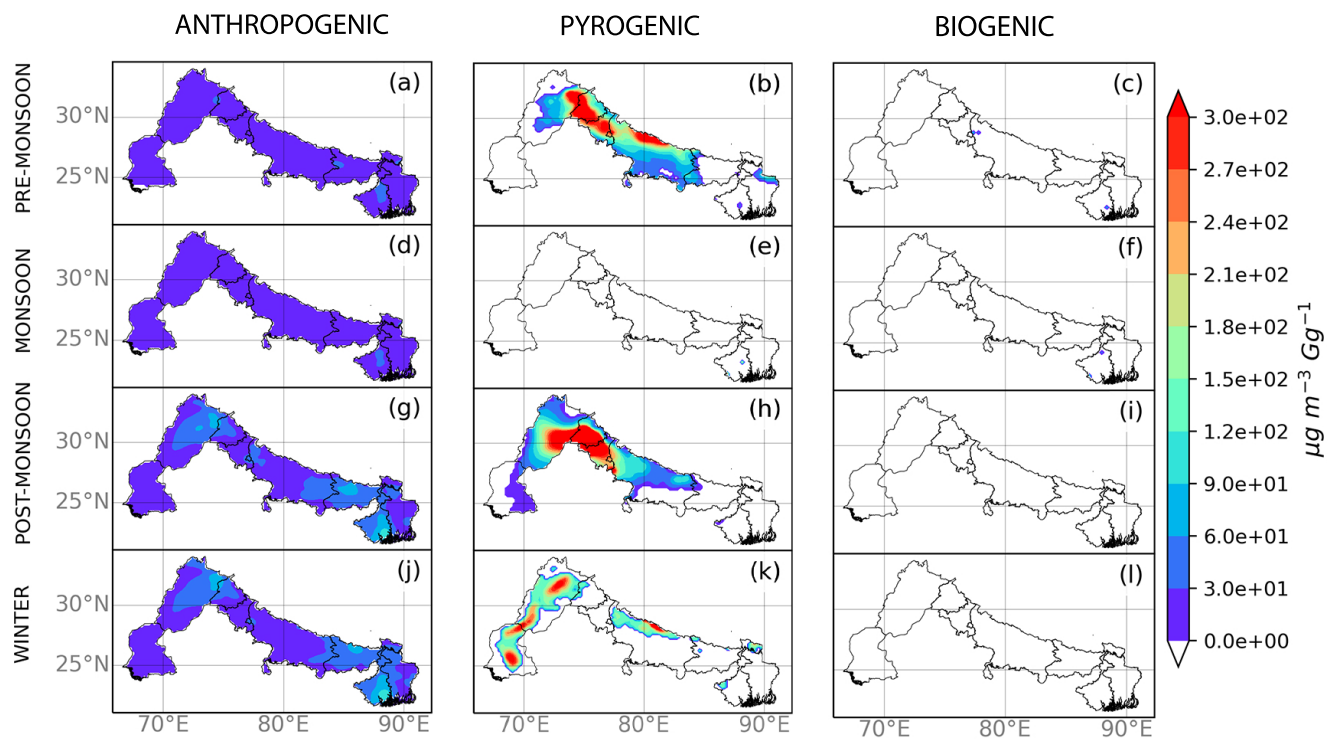 ANTHROPOGENIC PYROGENIC BIOGENIC
PRE-MONSOON
(a) (b) (c)
30°N
25°N
MONSOON
(d) (e) (f)
30°N
25°N
POST-MONSOON
(g) (h) (i)
30°N
25°N
WINTER
(j) (k) (l)
30°N
25°N
70°E 80°E 90°E 70°E 80°E 90°E 70°E 80°E 90°E
3.0e+02
2.7e+02
2.4e+02
2.1e+02
1.8e+02
1.5e+02
1.2e+02
9.0e+01
6.0e+01
3.0e+01
0.0e+00
μg m⁻³ Gg⁻¹